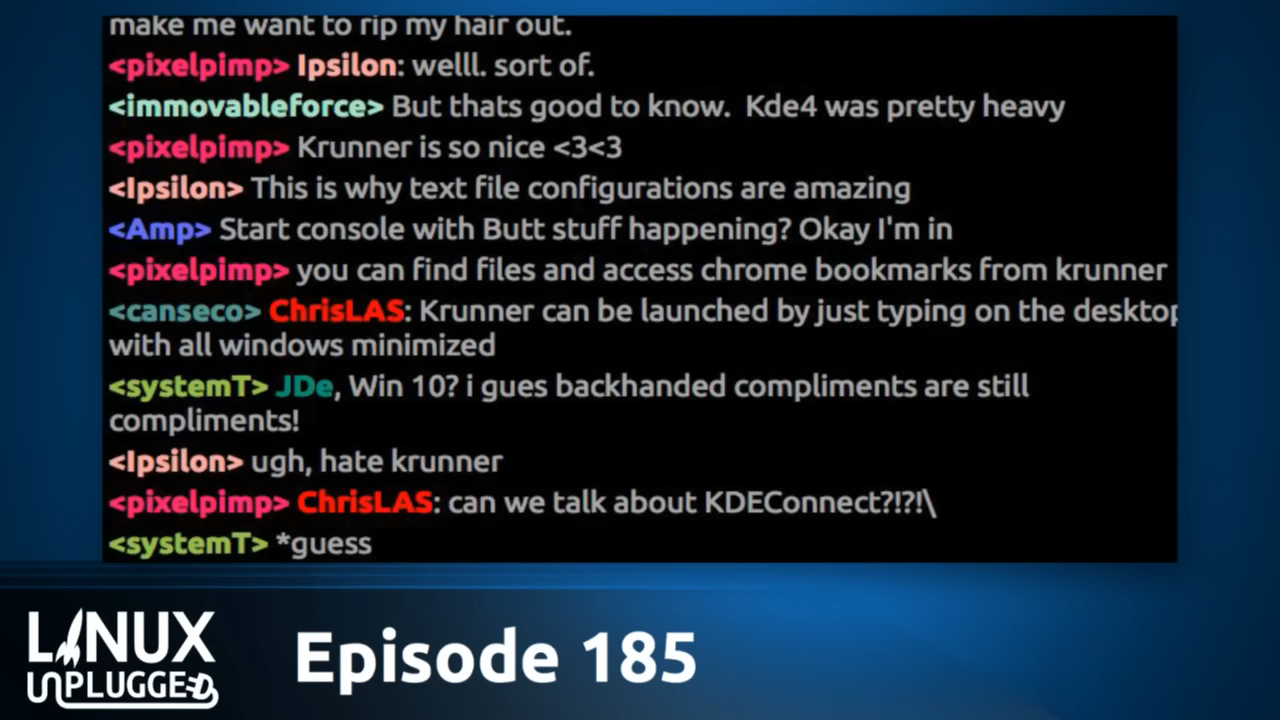 make me want to rip my hair out.
<pixelpimp> Ipsilon: welll. sort of.
<immovableforce> But thats good to know.  Kde4 was pretty heavy
<pixelpimp> Krunner is so nice <3<3
<Ipsilon> This is why text file configurations are amazing
<Amp> Start console with Butt stuff happening? Okay I'm in
<pixelpimp> you can find files and access chrome bookmarks from krunner
<canseco> ChrisLAS: Krunner can be launched by just typing on the desktop
with all windows minimized
<systemT> JDe, Win 10? i gues backhanded compliments are still
compliments!
<Ipsilon> ugh, hate krunner
<pixelpimp> ChrisLAS: can we talk about KDEConnect?!?!\
<systemT> *guess
LINUX
UNPLUGGED
Episode 185